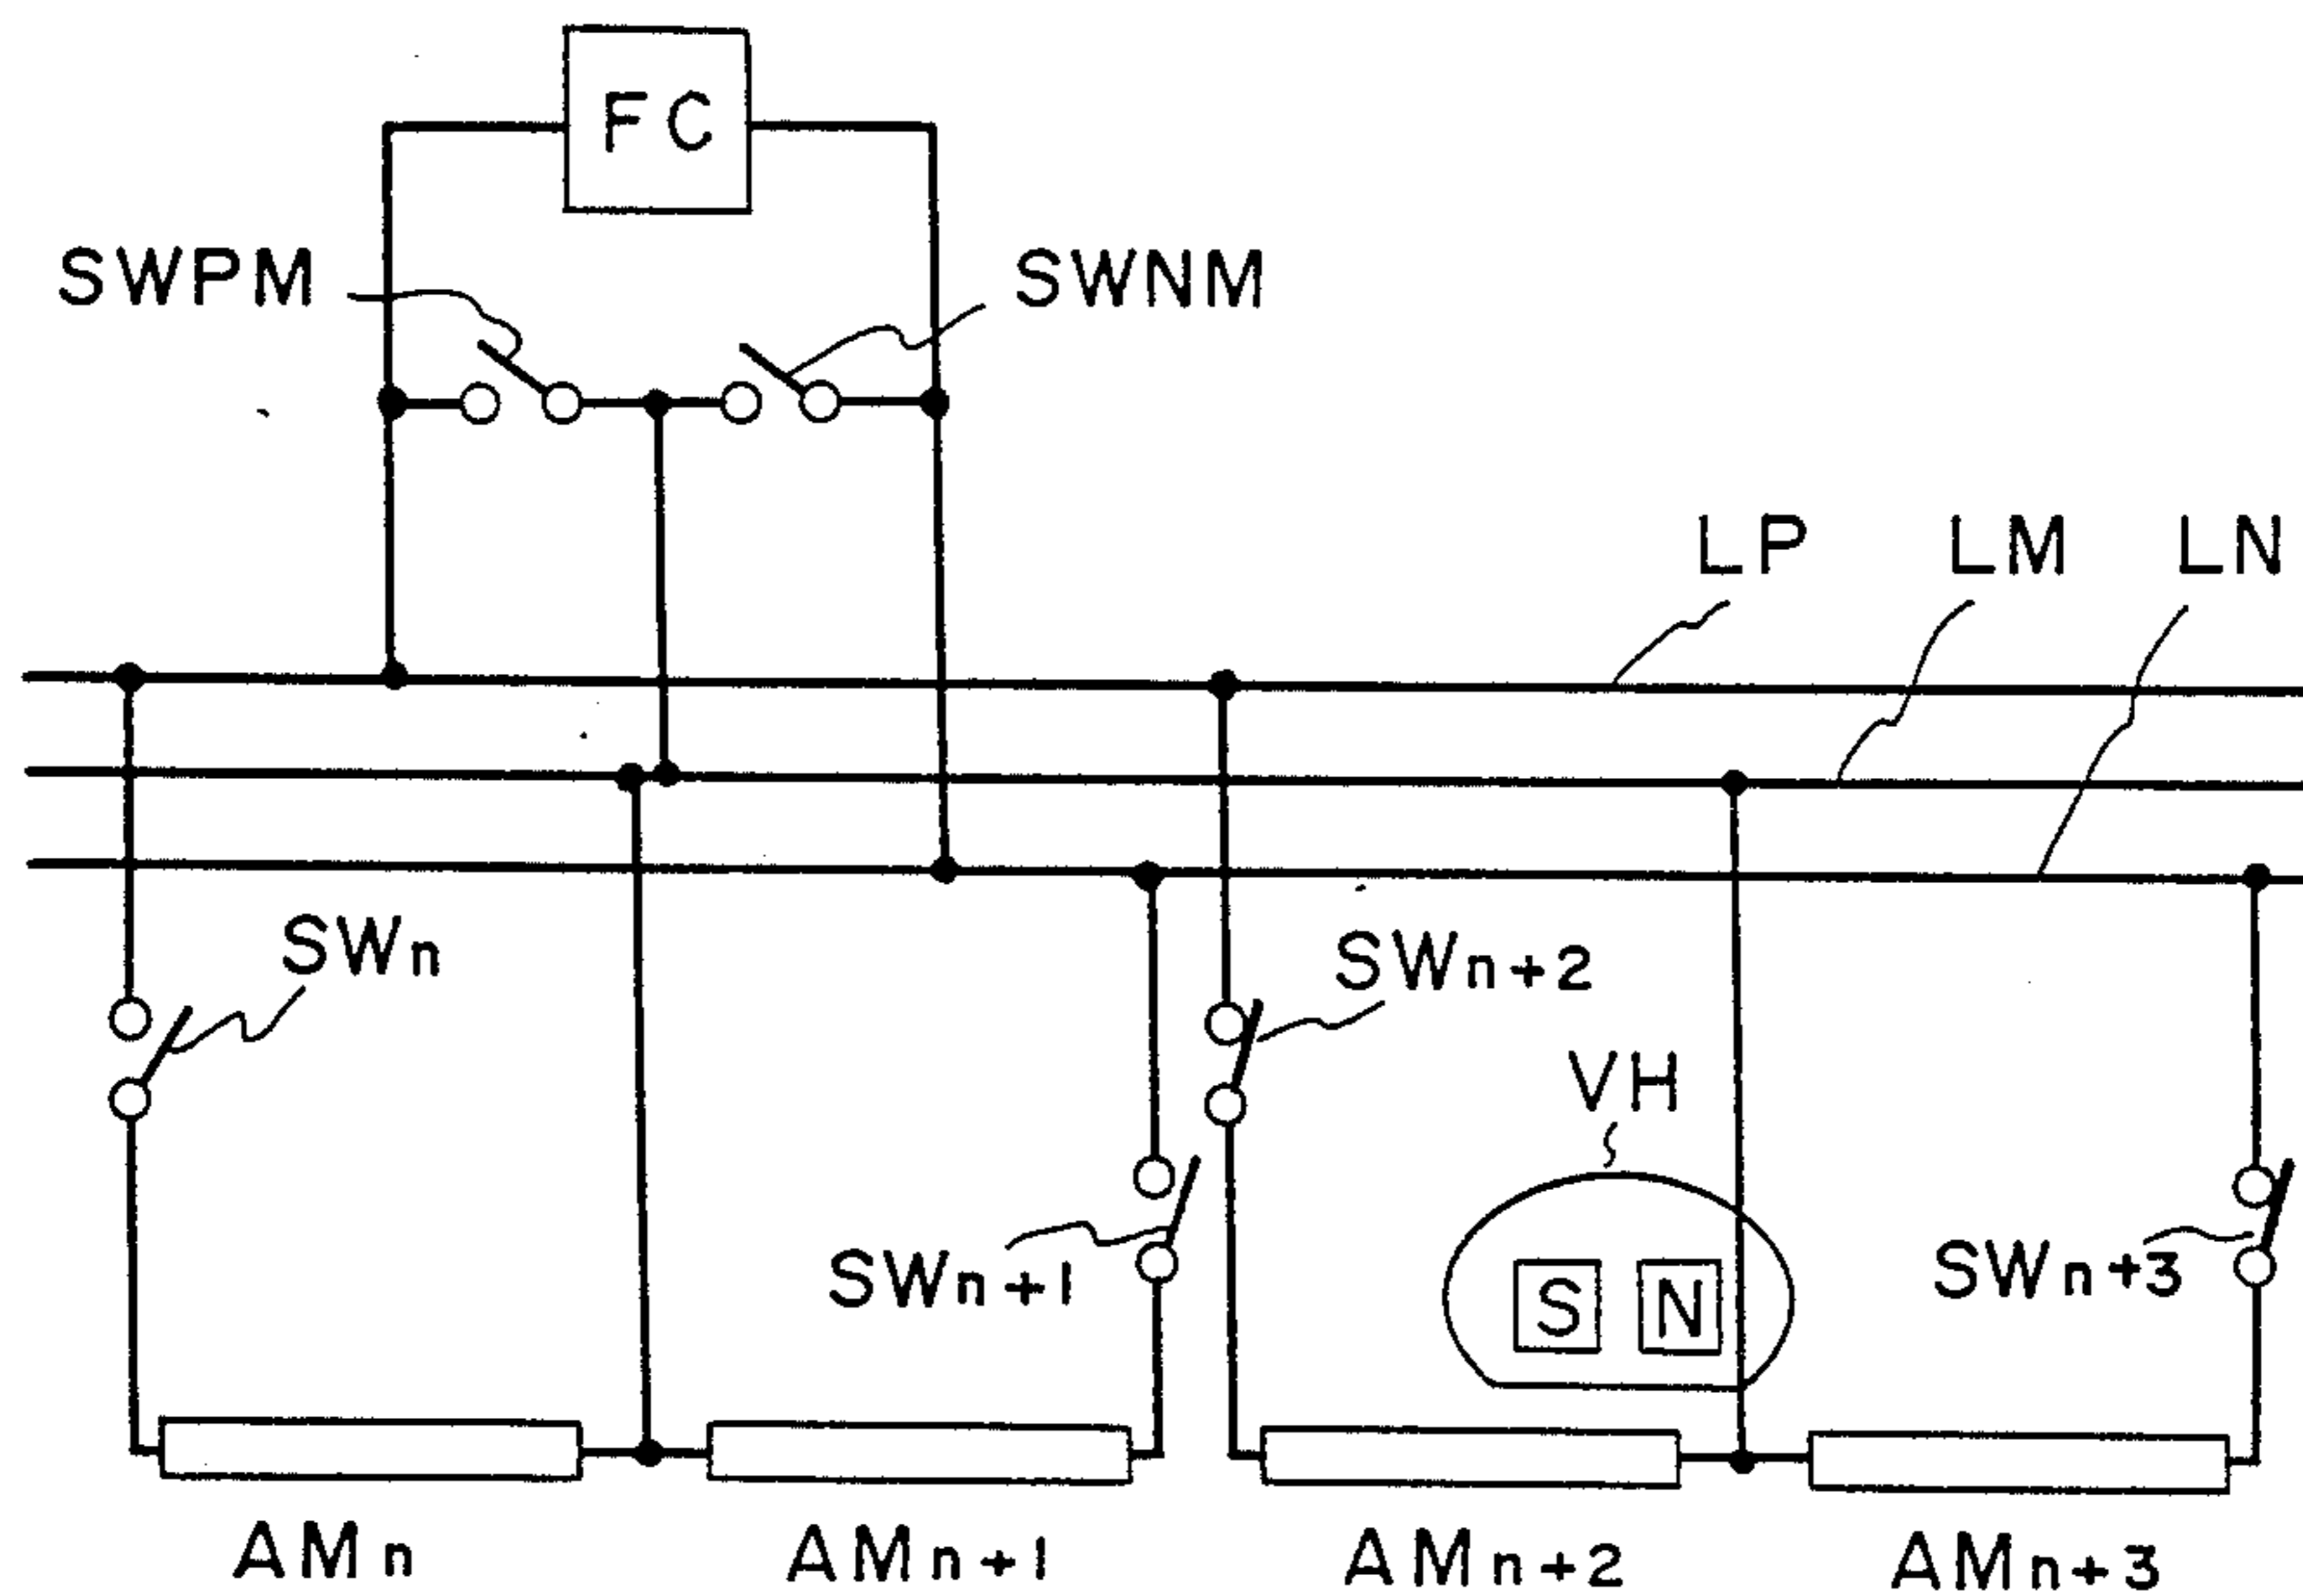 FC
SWPM
SWNM
LP
LM
LN
SWn
SWn+2
VH
SWn+1
S
N
SWn+3
AMn
AMn+1
AMn+2
AMn+3